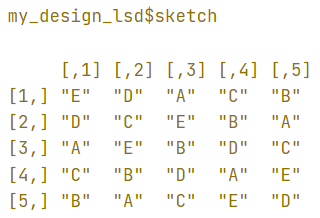 my_design_lsd$sketch
[,1] [,2] [,3] [,4] [,5]
[1,] "E" "D" "A" "C" "B"
[2,] "D" "C" "E" "B" "A"
[3,] "A" "E" "B" "D" "C"
[4,] "C" "B" "D" "A" "E"
[5,] "B" "A" "C" "E" "D"